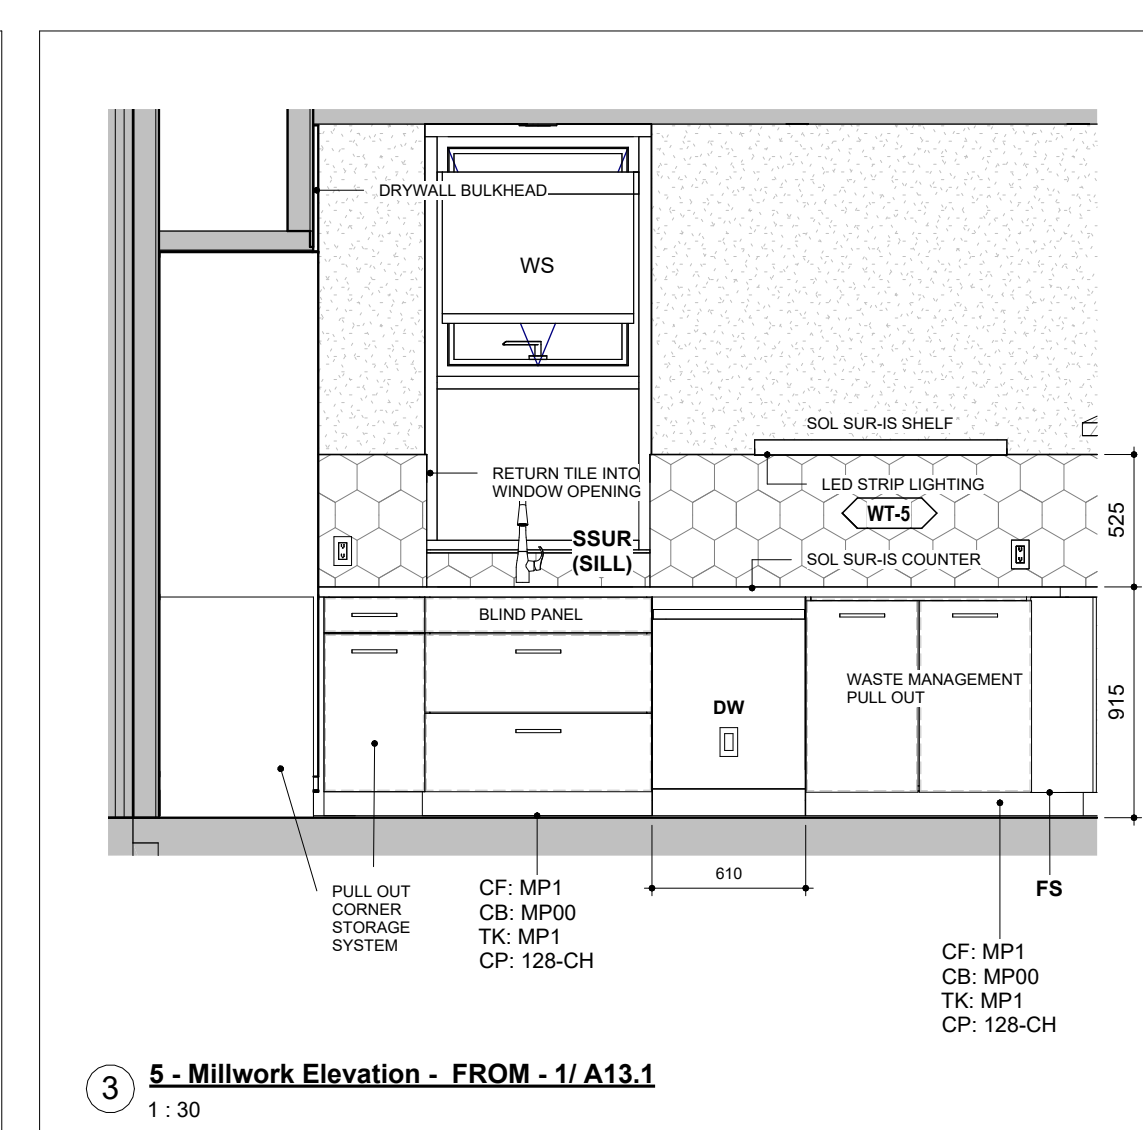 DRYWALL BULKHEAD
WS
SOL SUR-IS SHELF
RETURN TILE INTO
WINDOW OPENING
LED STRIP LIGHTING
WT-5
525
SSUR
(SILL)
SOL SUR-IS COUNTER
BLIND PANEL
WASTE MANAGEMENT
PULL OUT
DW
915
610
PULL OUT
CORNER
STORAGE
SYSTEM
CF: MP1
CB: MP00
TK: MP1
CP: 128-CH
FS
CF: MP1
CB: MP00
TK: MP1
CP: 128-CH
3
5 - Millwork Elevation - FROM - 1/ A13.1
1 : 30